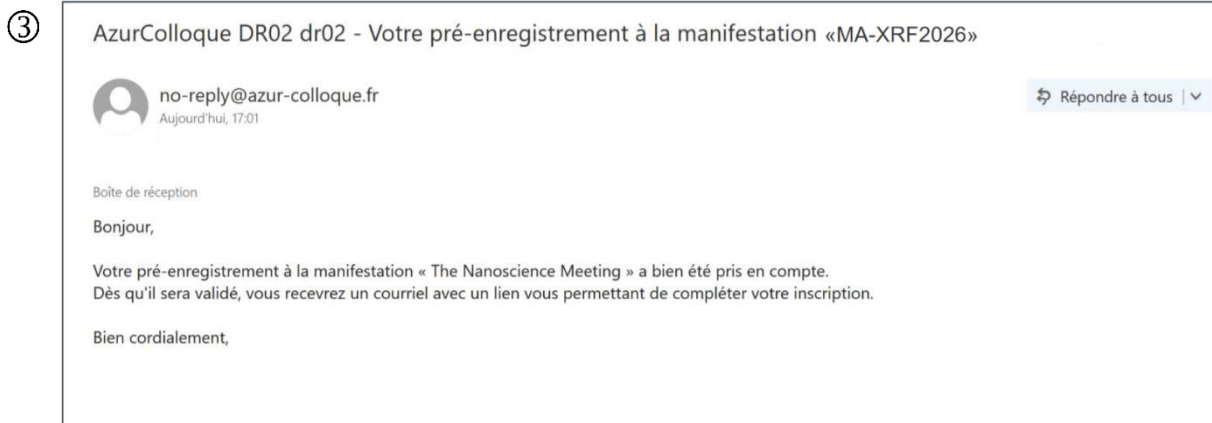 ③
AzurColloque DR02 dr02 - Votre pré-enregistrement à la manifestation «MA-XRF2026»
no-reply@azur-colloque.fr
Répondre à tous
Aujourd'hui, 17:01
Boîte de réception
Bonjour,
Votre pré-enregistrement à la manifestation « The Nanoscience Meeting » a bien été pris en compte.
Dès qu'il sera validé, vous recevrez un courriel avec un lien vous permettant de compléter votre inscription.
Bien cordialement,